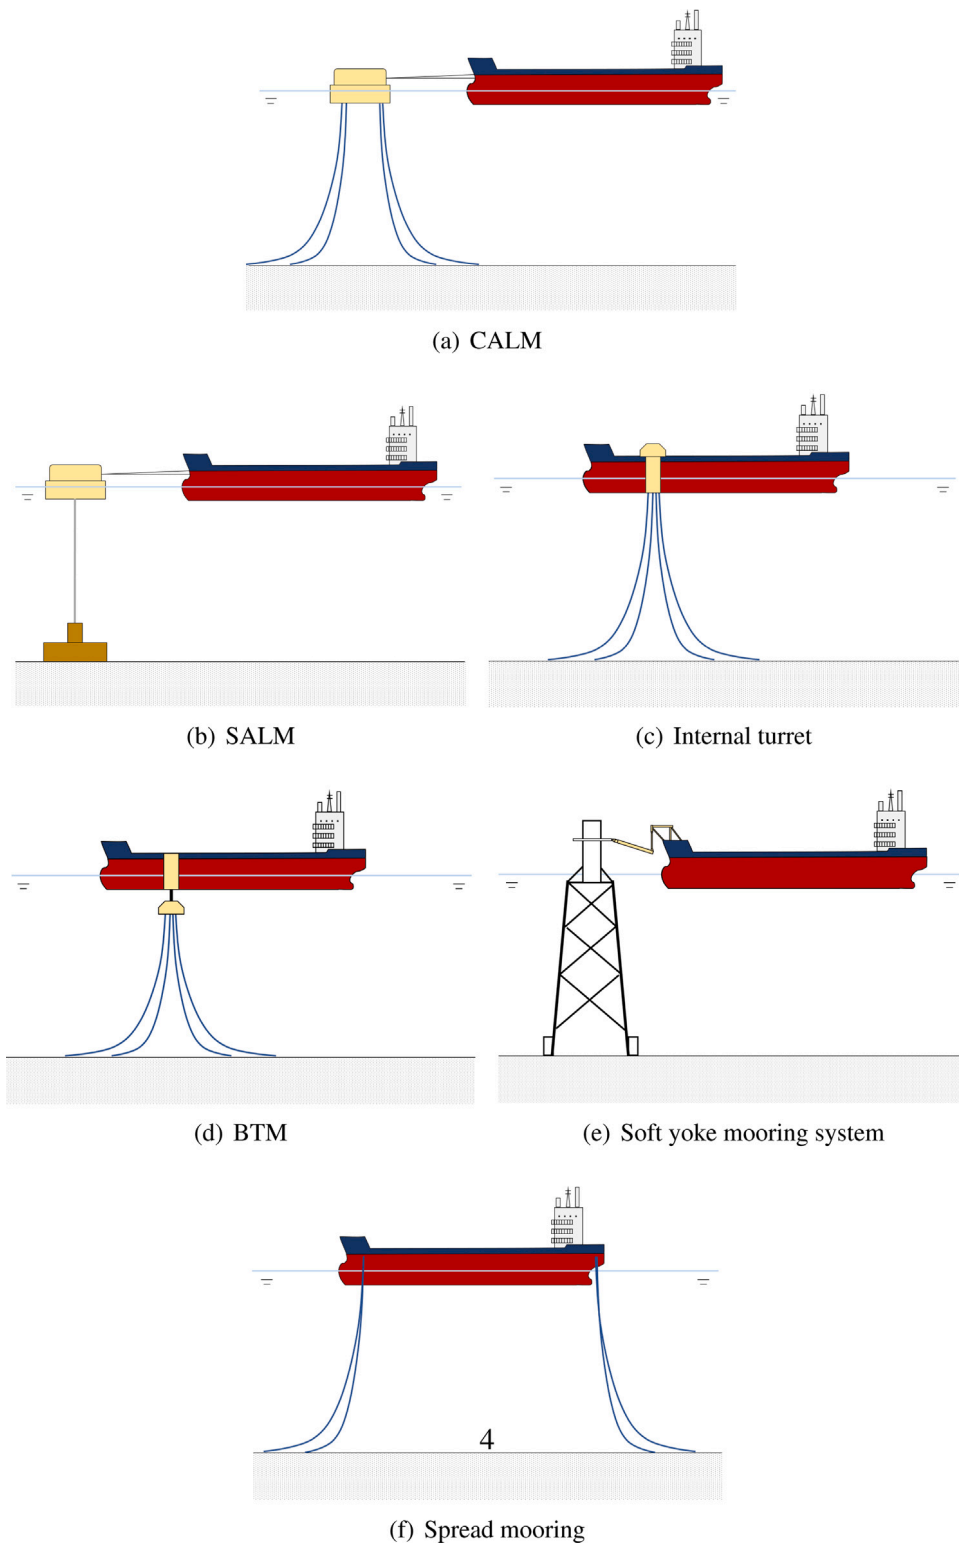 (a) CALM
(b) SALM
(c) Internal turret
(d) BTM
(e) Soft yoke mooring system
4
(f) Spread mooring